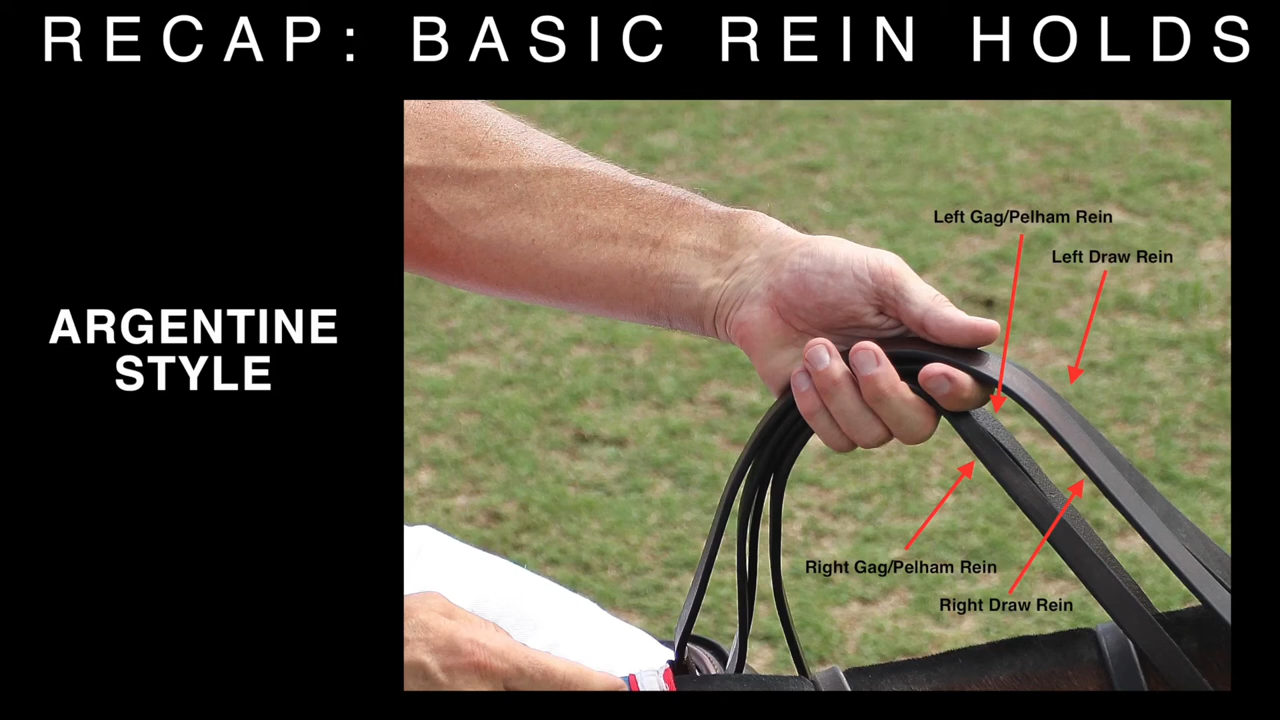 RECAP: BASIC REIN HOLDS
ARGENTINE
STYLE
Left Gag/Pelham Rein
Left Draw Rein
Right Gag/Pelham Rein
Right Draw Rein